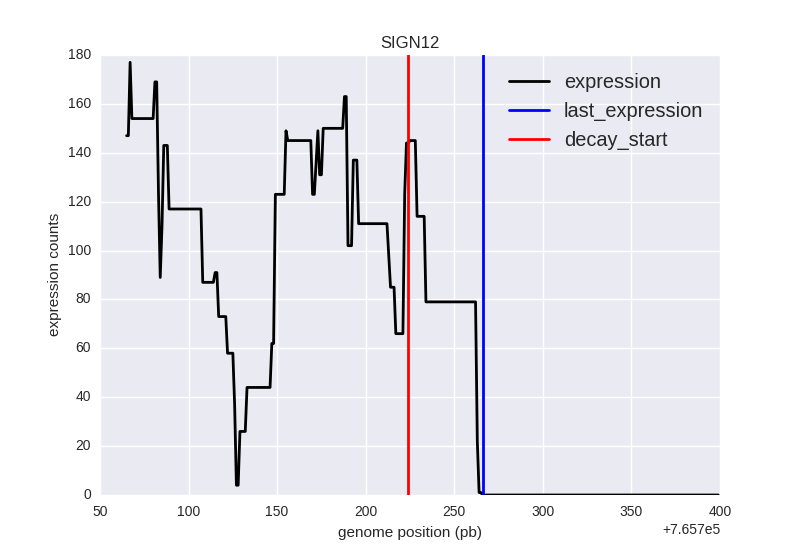 SIGN12
180
160
140
120
100
80
60
40
20
0
expression counts
expression
last_expression
decay_start
50 100 150 200 250 300 350 400
genome position (pb)
+7.657e5